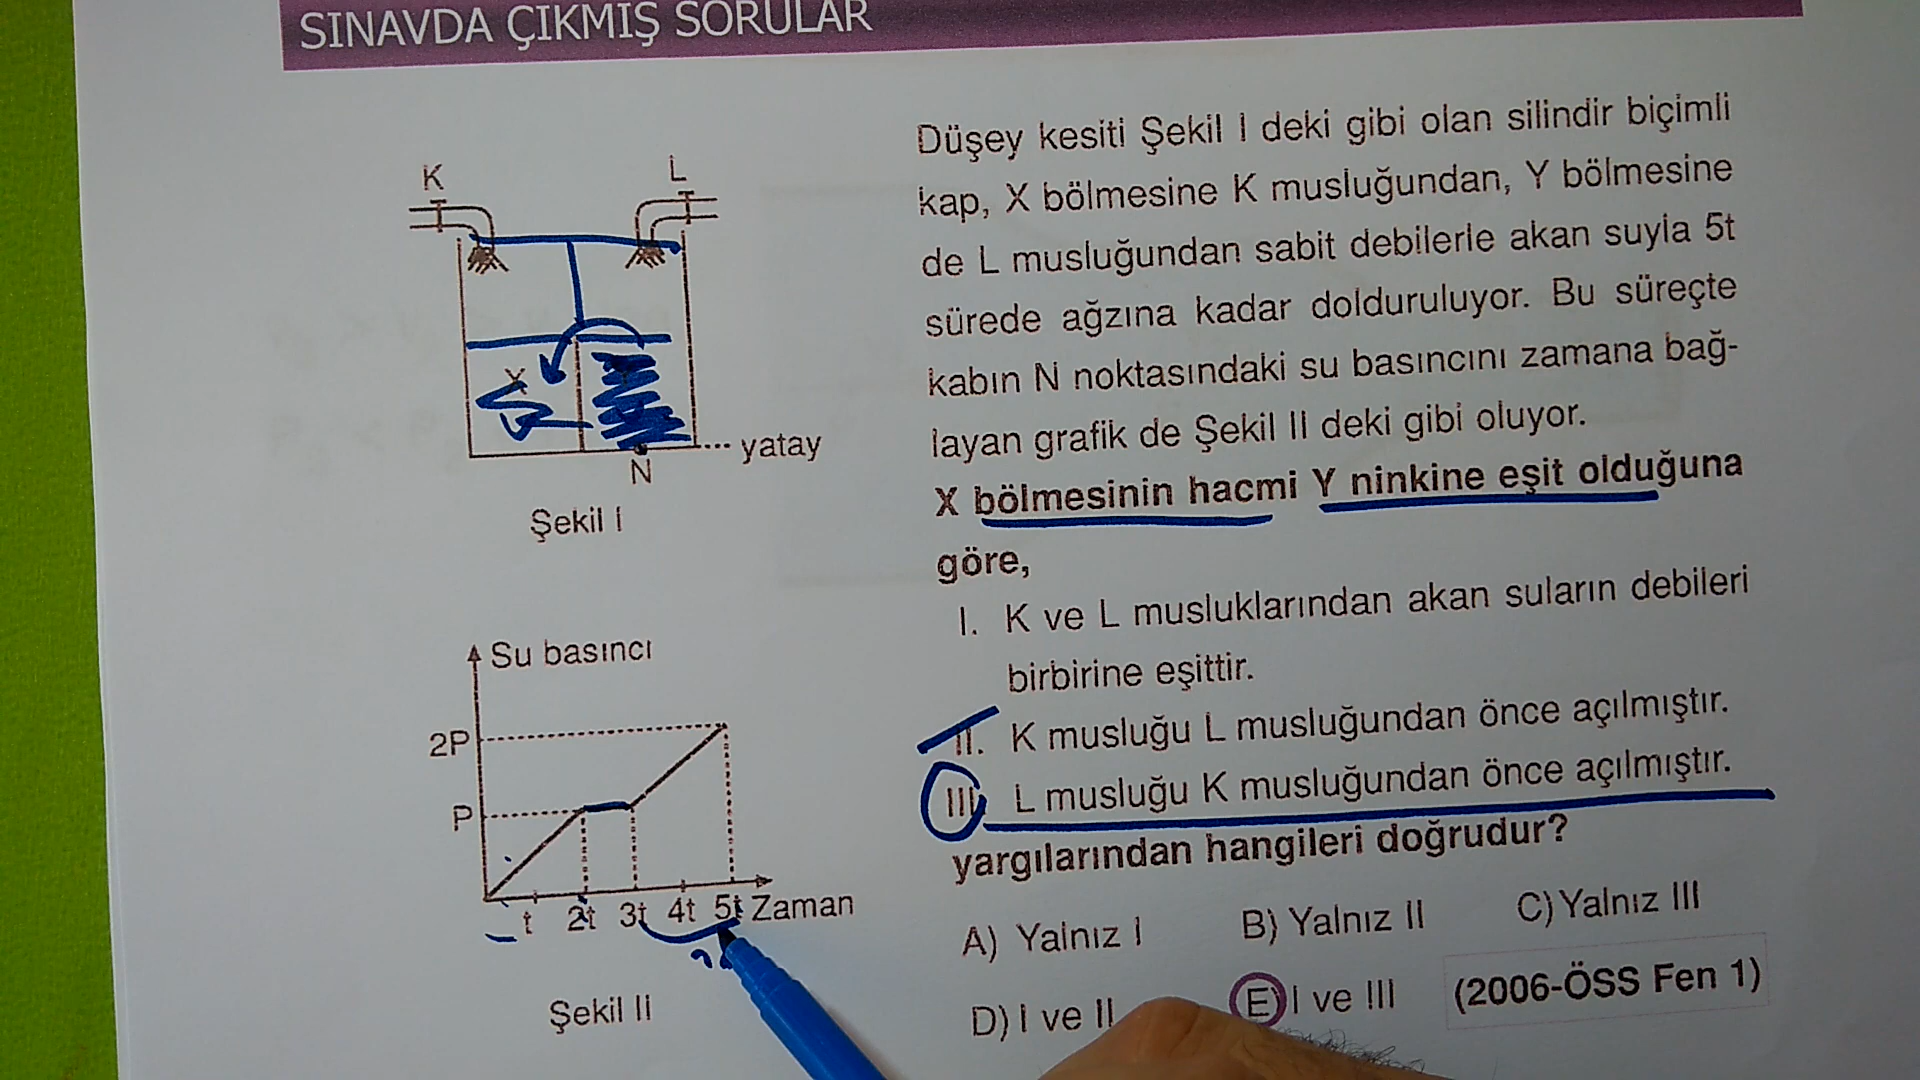 SINAVDA ÇIKMIŞ SORULAR
K
L
X
yatay
N
Şekil I
Düşey kesiti Şekil I deki gibi olan silindir biçimli
kap, X bölmesine K musluğundan, Y bölmesine
de L musluğundan sabit debilerle akan suyla 5t
sürede ağzına kadar dolduruluyor. Bu süreçte
kabın N noktasındaki su basıncını zamana bağ-
layan grafik de Şekil II deki gibi oluyor.
X bölmesinin hacmi Y ninkine eşit olduğuna
göre,
I. K ve L musluklarından akan suların debileri
birbirine eşittir.
II. K musluğu L musluğundan önce açılmıştır.
III. L musluğu K musluğundan önce açılmıştır.
yargılarından hangileri doğrudur?
A) Yalnız I
B) Yalnız II
C) Yalnız III
D) I ve II
E) I ve III
(2006-ÖSS Fen 1)
Su basıncı
2P
P
t 2t 3t 4t 5t Zaman
Şekil II